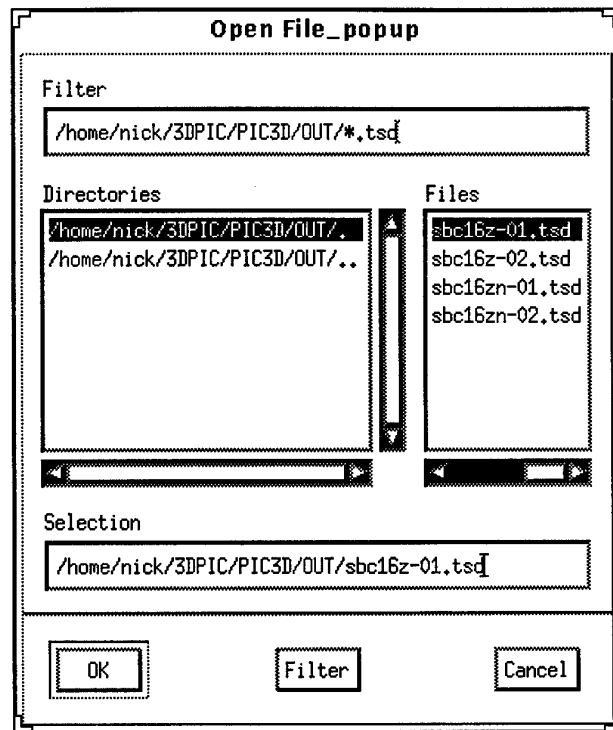 Open File_popup
Filter
/home/nick/3DPIC/PIC3D/OUT/*.tsd
Directories
Files
/home/nick/3DPIC/PIC3D/OUT/.
/home/nick/3DPIC/PIC3D/OUT/..
sbc16z-01.tsd
sbc16z-02.tsd
sbc16zn-01.tsd
sbc16zn-02.tsd
Selection
/home/nick/3DPIC/PIC3D/OUT/sbc16z-01.tsd
OK
Filter
Cancel